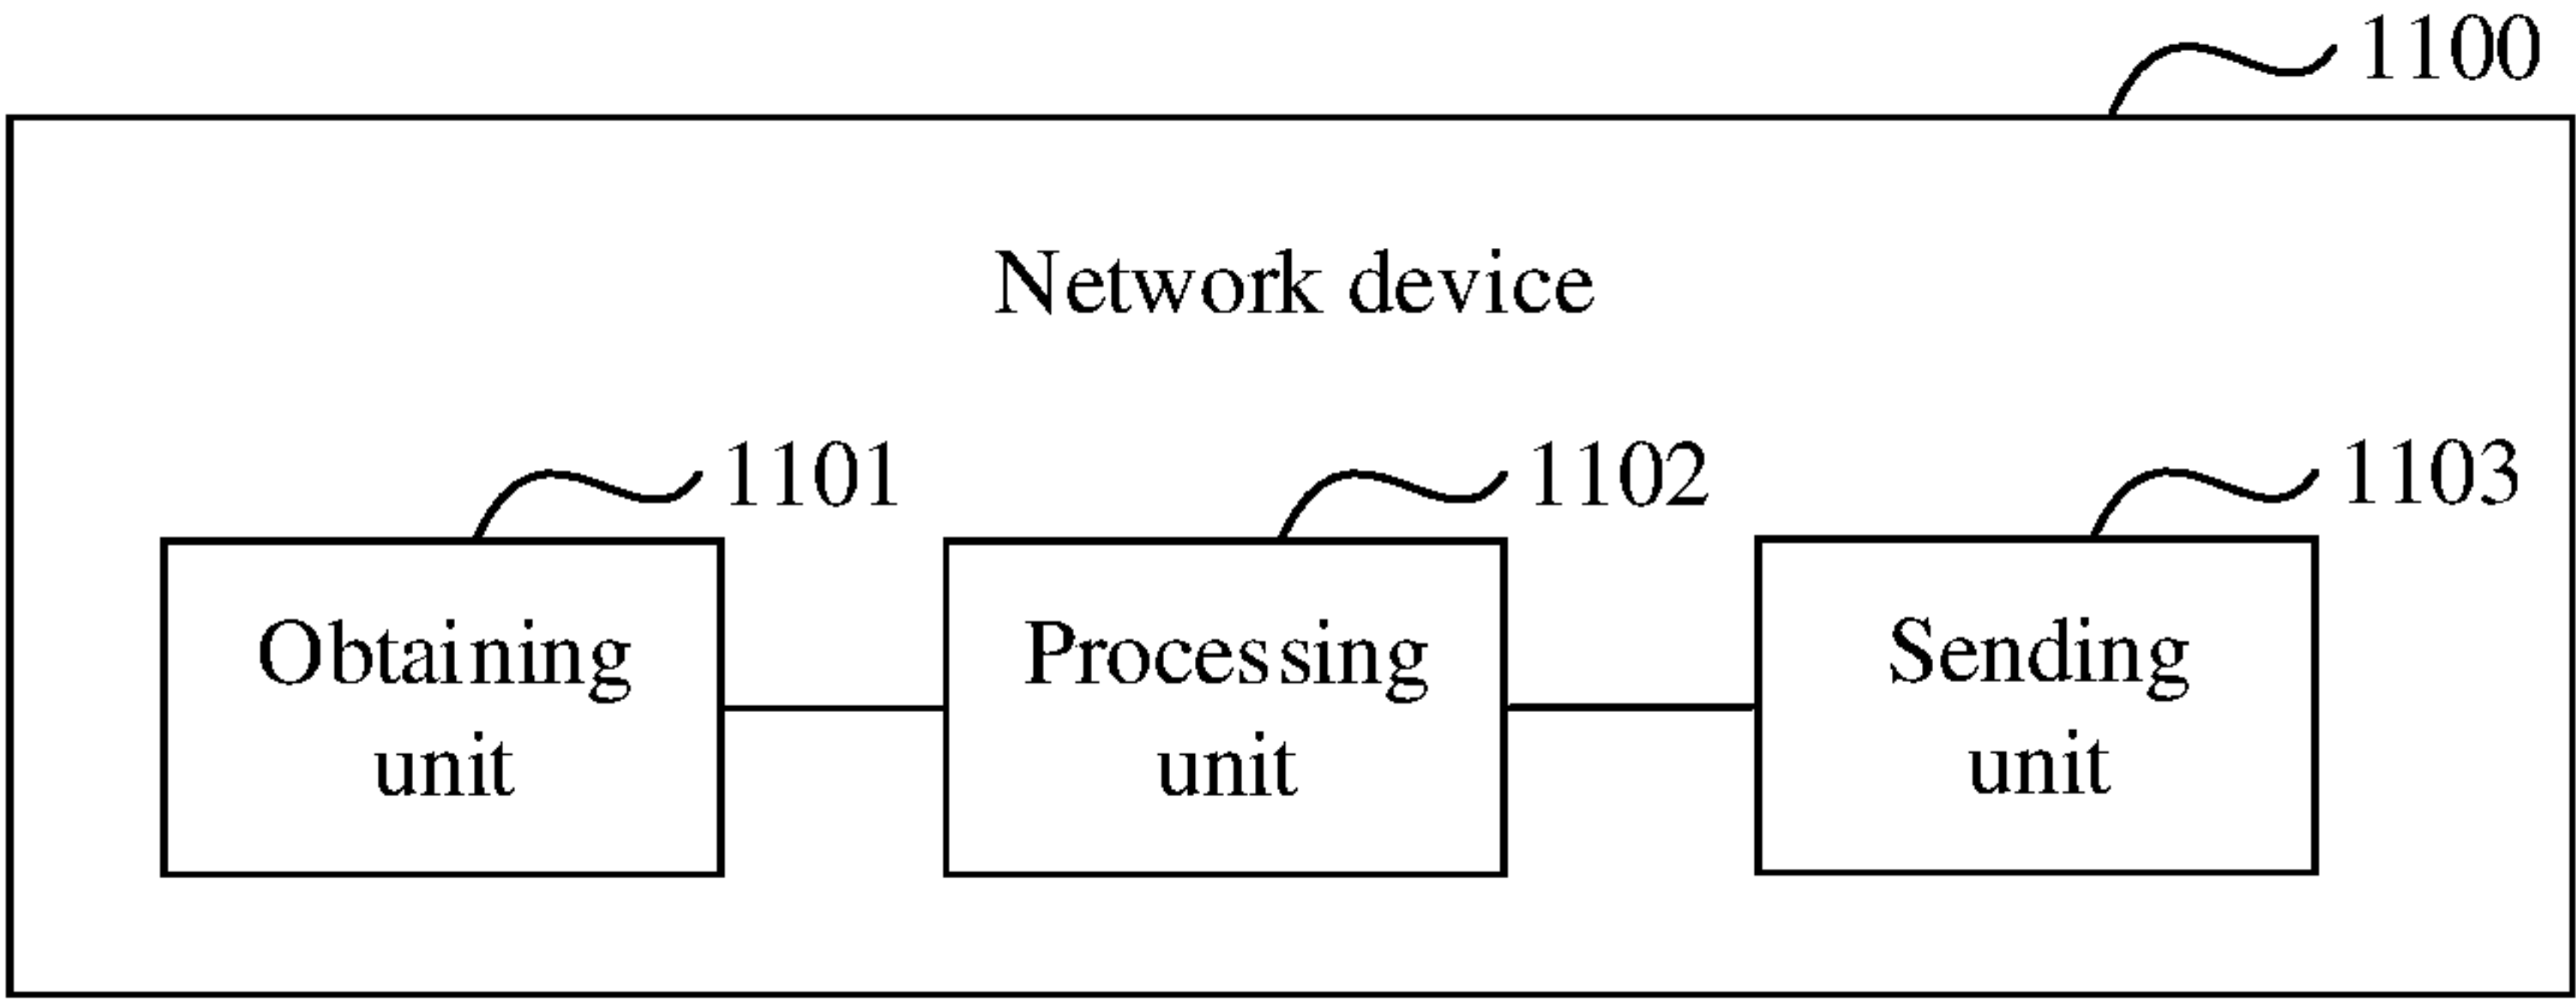 1100
Network device
1101
1102
1103
Obtaining
unit
Processing
unit
Sending
unit